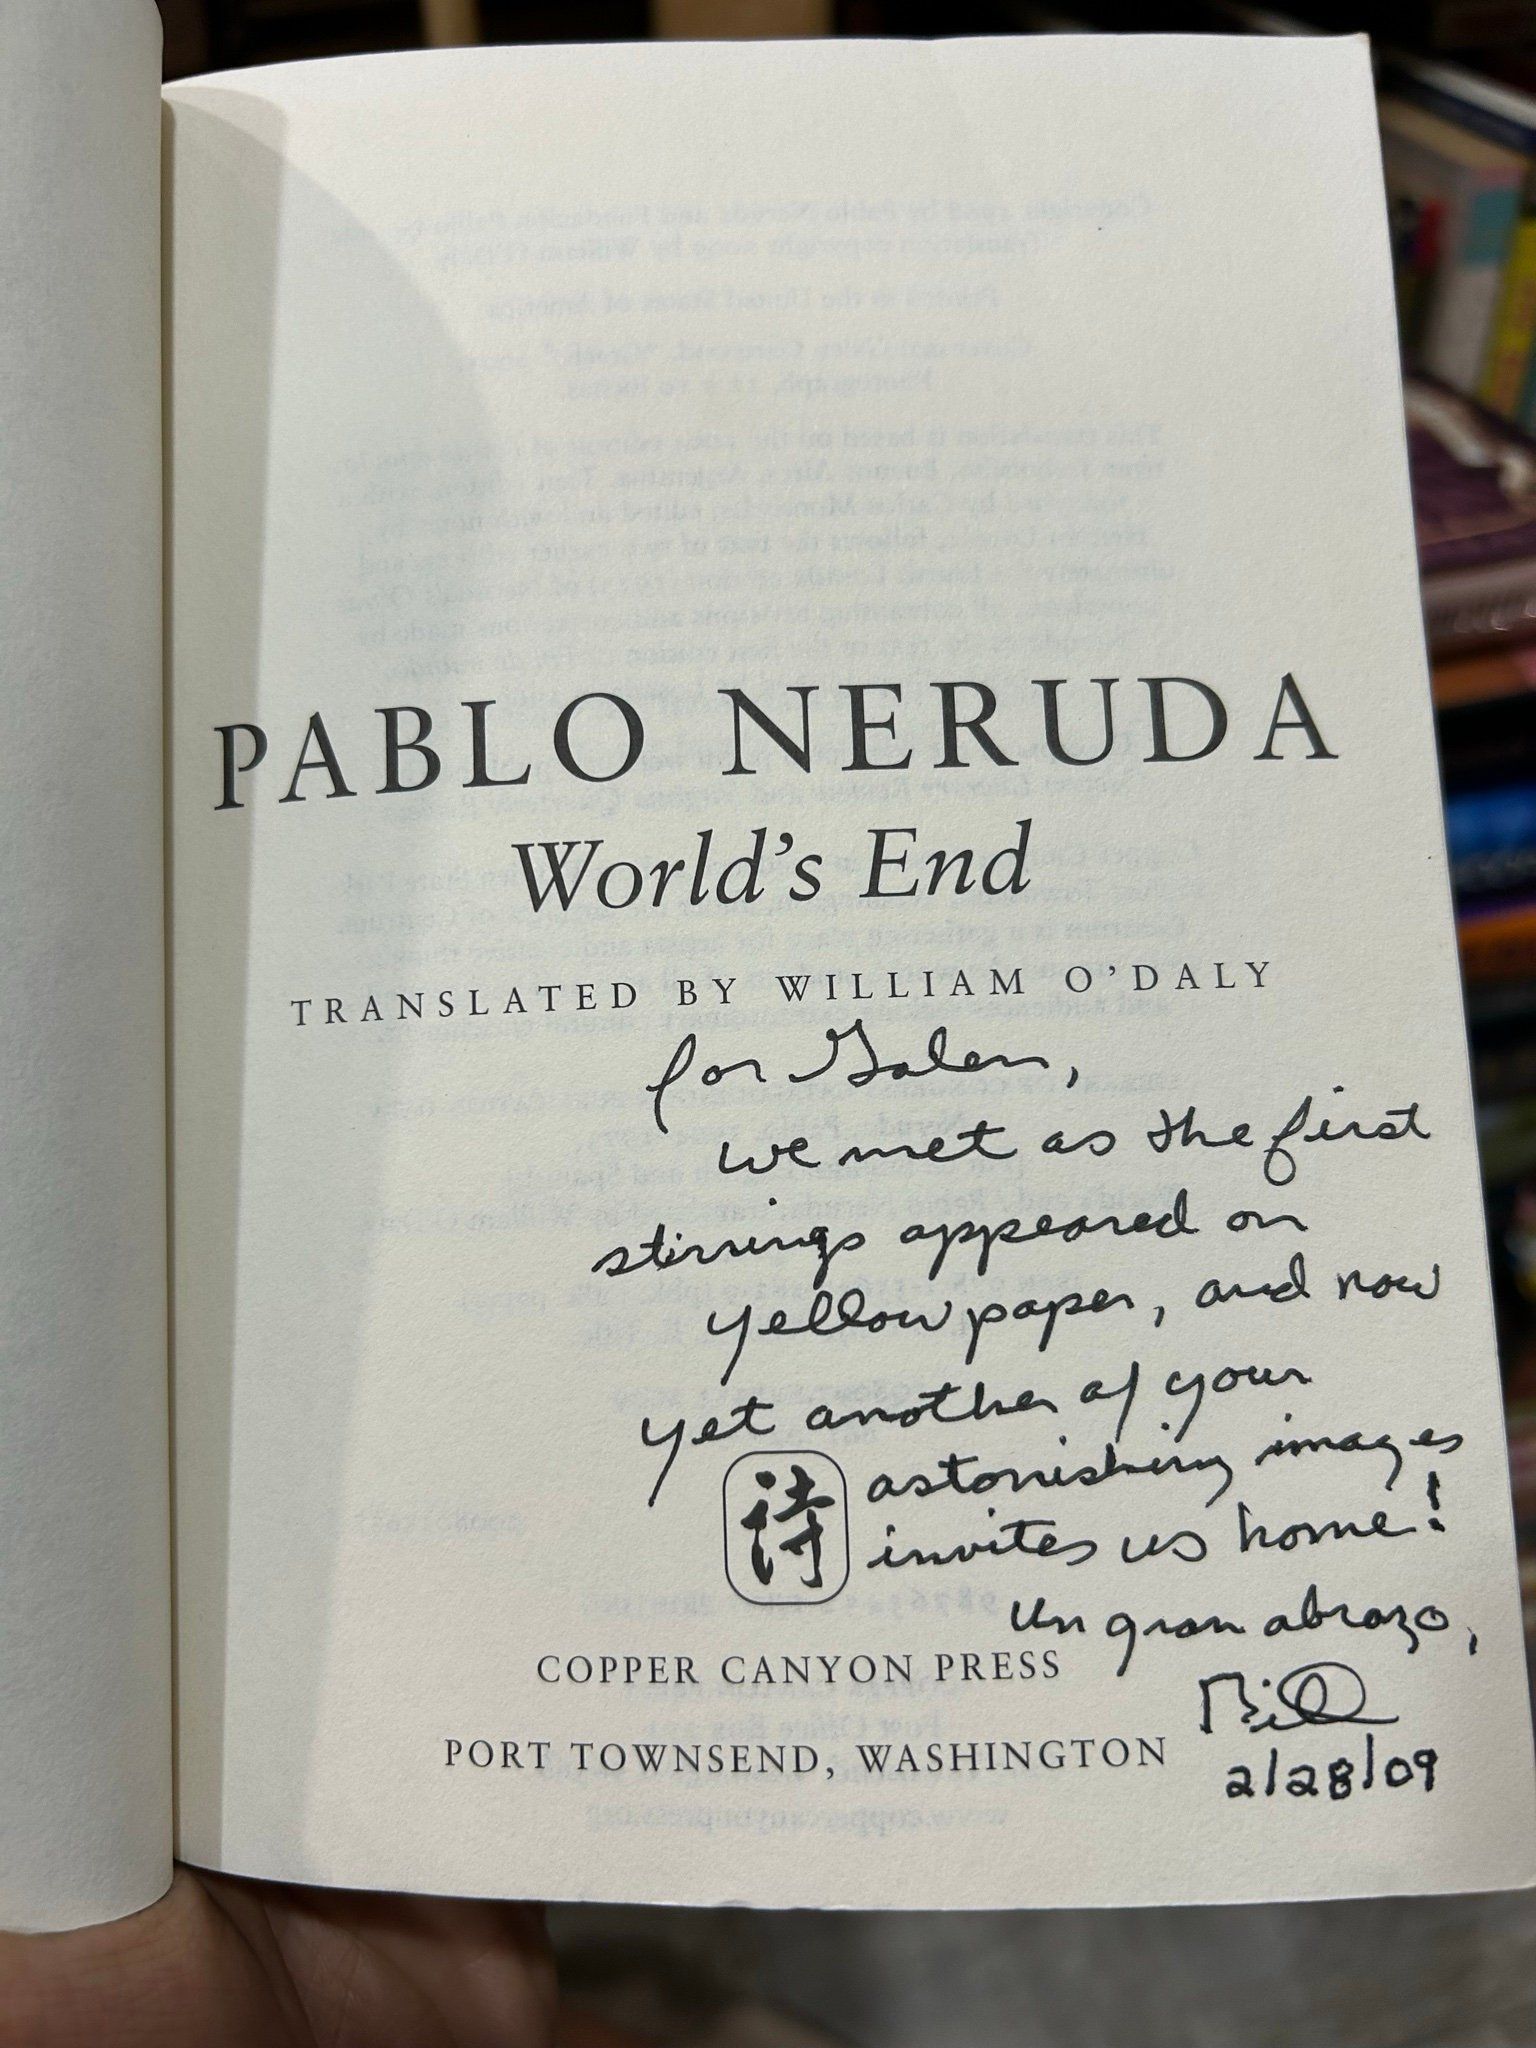 PABLO NERUDA
World's End
TRANSLATED BY WILLIAM O'DALY
for Galen,
we met as the first
stirrings appeared on
yellow paper, and now
yet another of your
astonishing images
invites us home!
诗
un gran abrazo,
Bill
2/28/09
COPPER CANYON PRESS
PORT TOWNSEND, WASHINGTON